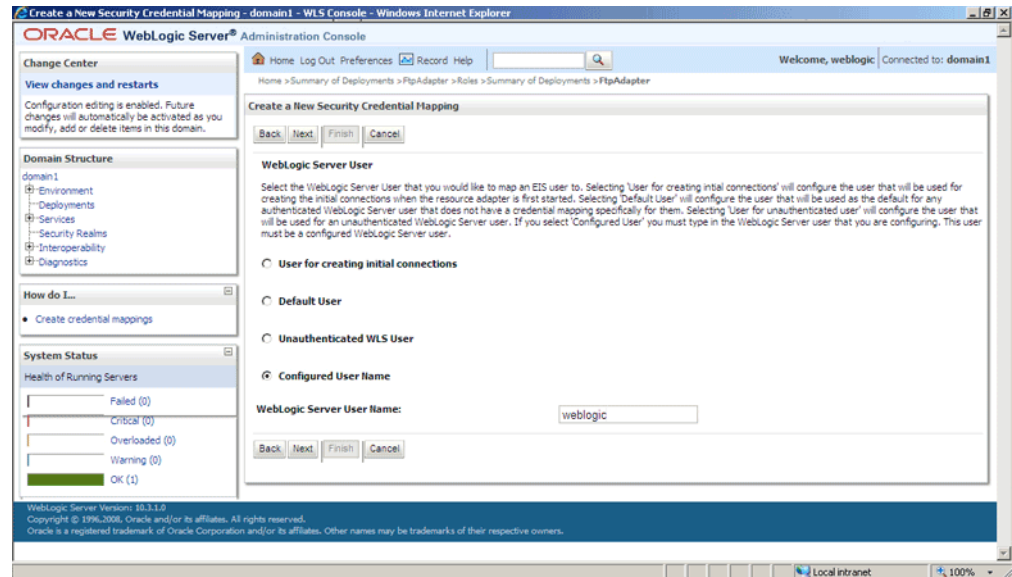 Create a New Security Credential Mapping - domain1 - WLS Console - Windows Internet Explorer
ORACLE WebLogic Server® Administration Console
Change Center
View changes and restarts
Configuration editing is enabled. Future
changes will automatically be activated as you
modify, add or delete items in this domain.
Domain Structure
domain1
Environment
Deployments
Services
Security Realms
Interoperability
Diagnostics
How do I...
Create credential mappings
System Status
Health of Running Servers
Failed (0)
Critical (0)
Overloaded (0)
Warning (0)
OK (1)
Home Log Out Preferences Record Help
Welcome, weblogic Connected to: domain1
Home >Summary of Deployments >FtpAdapter >Roles >Summary of Deployments >FtpAdapter
Create a New Security Credential Mapping
Back Next Finish Cancel
WebLogic Server User
Select the WebLogic Server User that you would like to map an EIS user to. Selecting 'User for creating intial connections' will configure the user that will be used for
creating the initial connections when the resource adapter is first started. Selecting 'Default User' will configure the user that will be used as the default for any
authenticated WebLogic Server user that does not have a credential mapping specifically for them. Selecting 'User for unauthenticated user' will configure the user that
will be used for an unauthenticated WebLogic Server user. If you select 'Configured User' you must type in the WebLogic Server user that you are configuring. This user
must be a configured WebLogic Server user.
User for creating initial connections
Default User
Unauthenticated WLS User
Configured User Name
WebLogic Server User Name: weblogic
Back Next Finish Cancel
WebLogic Server Version: 10.3.1.0
Copyright © 1996,2008, Oracle and/or its affiliates. All rights reserved.
Oracle is a registered trademark of Oracle Corporation and/or its affiliates. Other names may be trademarks of their respective owners.
Local intranet 100%